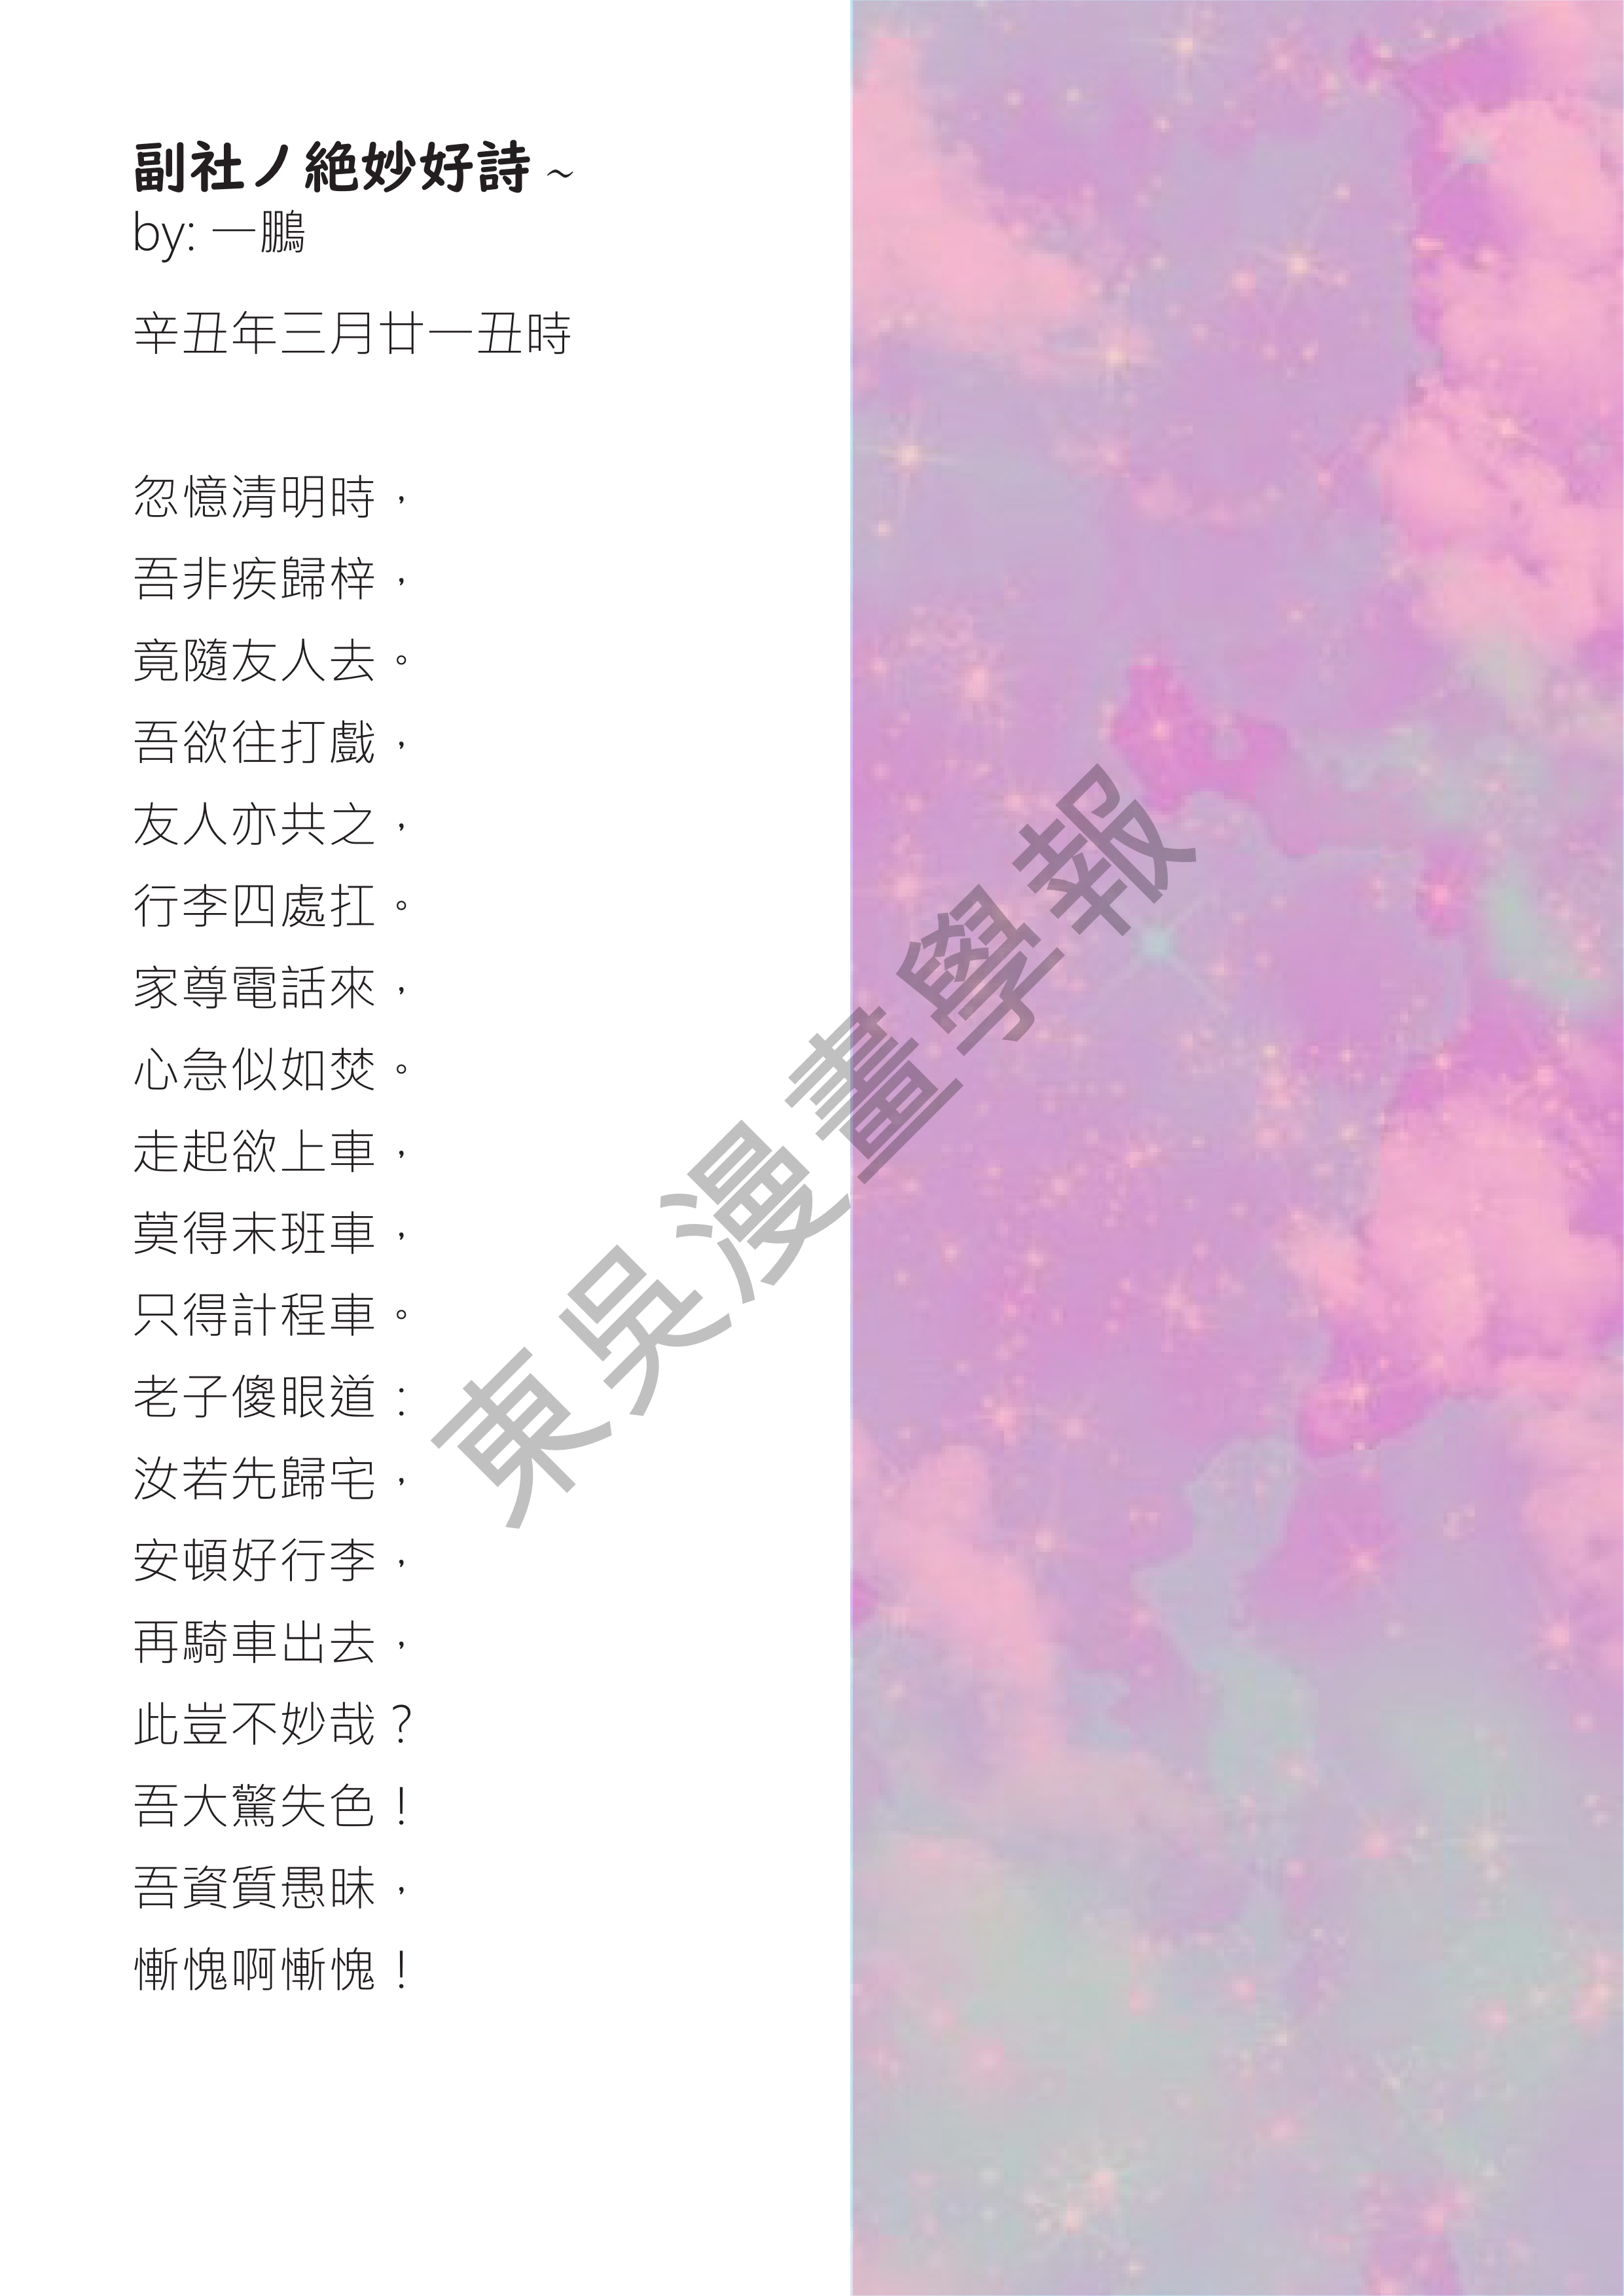 副社ノ絶妙好詩 ~
by: 一鵬
辛丑年三月廿一丑時
忽憶清明時，
吾非疾歸梓，
竟隨友人去。
吾欲往打戲，
友人亦共之，
行李四處扛。
家尊電話來，
心急似如焚。
走起欲上車，
莫得末班車，
只得計程車。
老子傻眼道：
汝若先歸宅，
安頓好行李，
再騎車出去，
此豈不妙哉？
吾大驚失色！
吾資質愚昧，
慚愧啊慚愧！
東吳漫畫學報